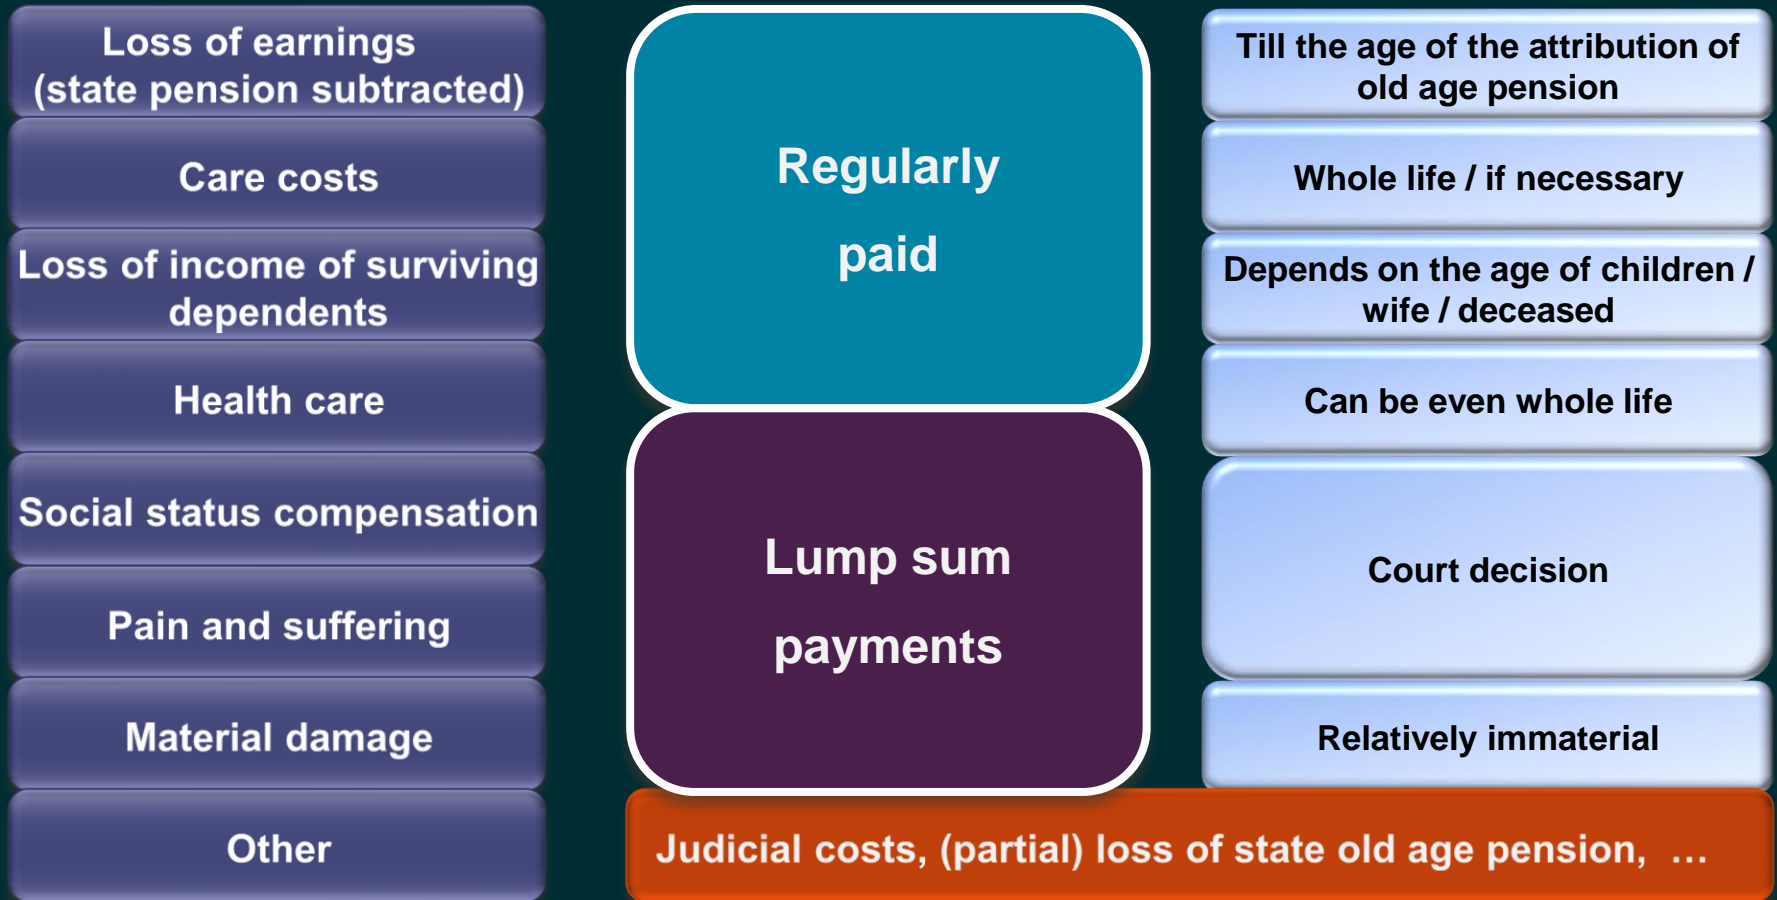 Loss of earnings
(state pension subtracted)
Care costs
Loss of income of surviving
dependents
Health care
Social status compensation
Pain and suffering
Material damage
Other
Regularly
paid
Lump sum
payments
Till the age of the attribution of
old age pension
Whole life / if necessary
Depends on the age of children /
wife / deceased
Can be even whole life
Court decision
Relatively immaterial
Judicial costs, (partial) loss of state old age pension, …